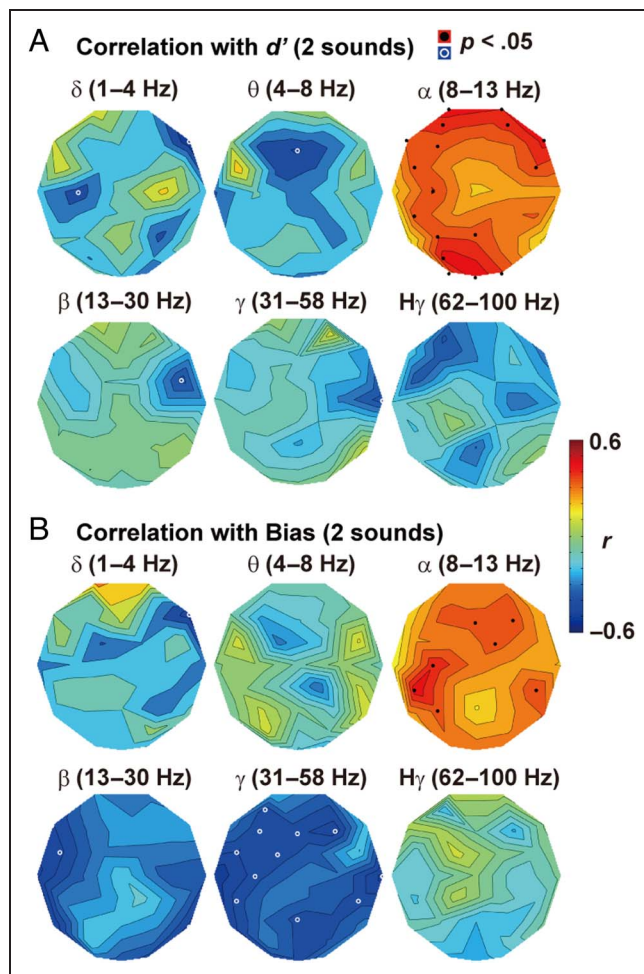 A
Correlation with d' (2 sounds)
p < .05
δ (1–4 Hz) θ (4–8 Hz) α (8–13 Hz)
β (13–30 Hz) γ (31–58 Hz) Hγ (62–100 Hz)
0.6
r
–0.6
B
Correlation with Bias (2 sounds)
δ (1–4 Hz) θ (4–8 Hz) α (8–13 Hz)
β (13–30 Hz) γ (31–58 Hz) Hγ (62–100 Hz)